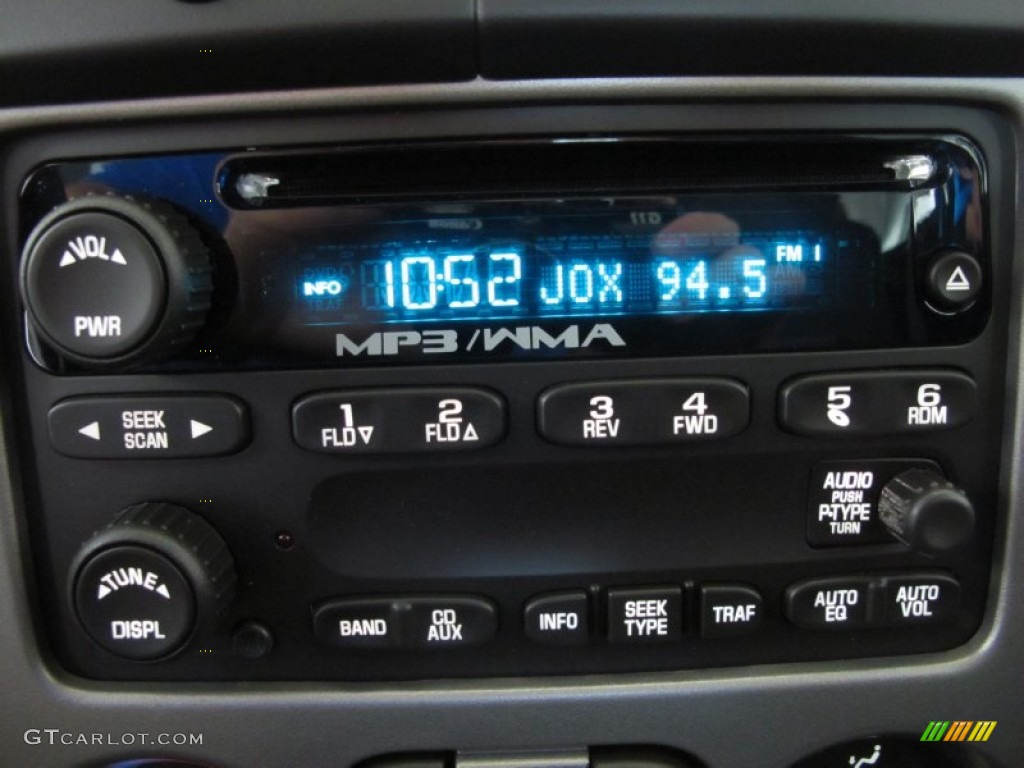 VOL
PWR
INFO 10:52 JOX 94.5 FM 1
MP3/WMA
SEEK
SCAN
1
FLD
2
FLD
3
REV
4
FWD
5
6
RDM
AUDIO
PUSH
P-TYPE
TURN
TUNE
DISPL
BAND
CD
AUX
INFO
SEEK
TYPE
TRAF
AUTO
EQ
AUTO
VOL
GTCARLOT.COM